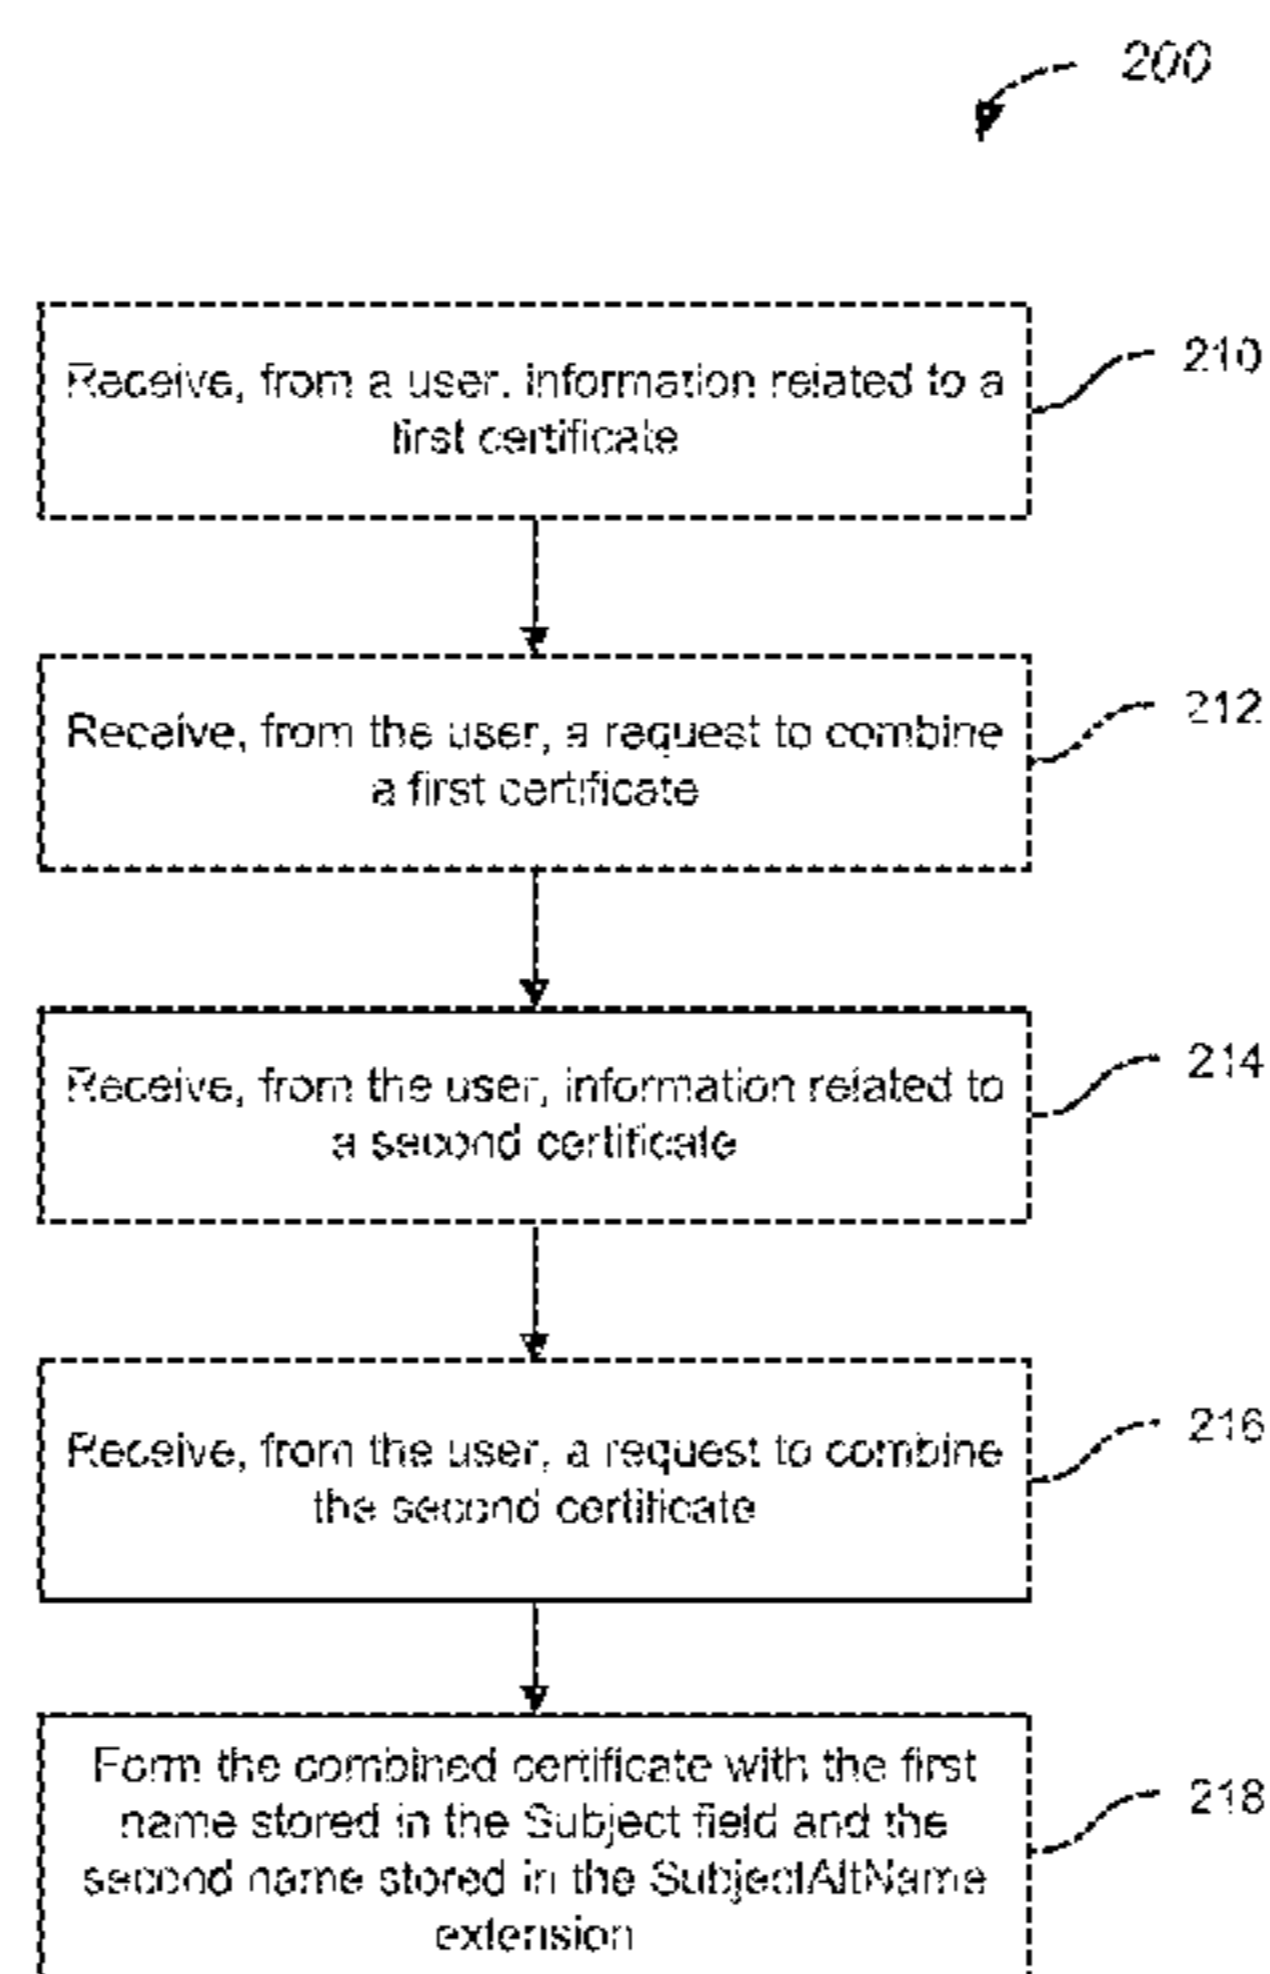 200
Receive, from a user, information related to a
first certificate
210
Receive, from the user, a request to combine
a first certificate
212
Receive, from the user, information related to
a second certificate
214
Receive, from the user, a request to combine
the second certificate
216
Form the combined certificate with the first
name stored in the Subject field and the
second name stored in the SubjectAltName
extension
218